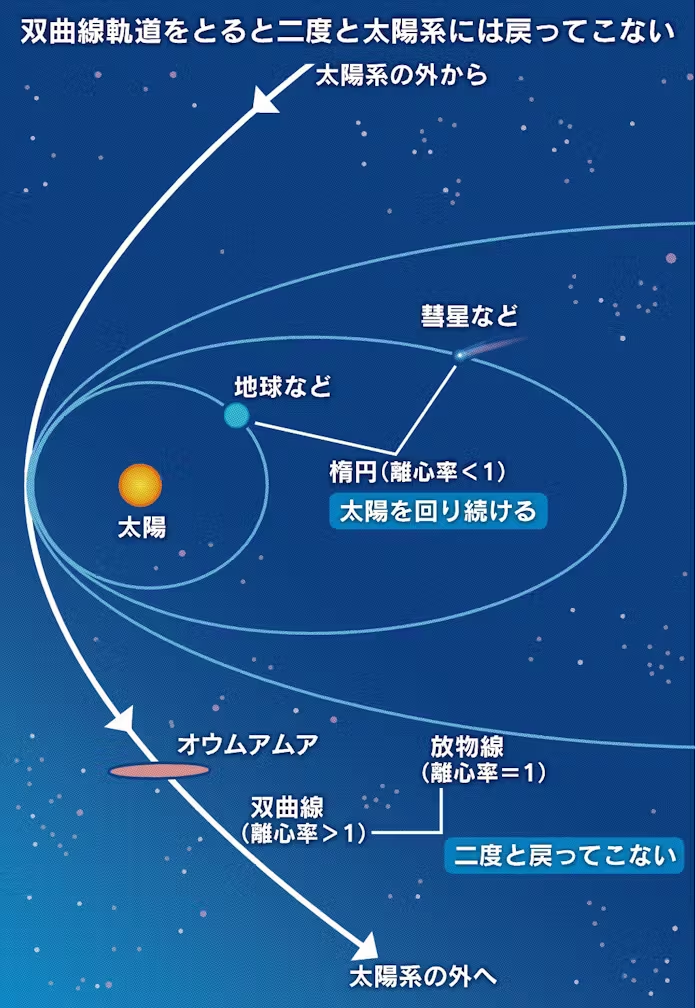 双曲線軌道をとると二度と太陽系には戻ってこない
太陽系の外から
彗星など
地球など
楕円(離心率<1)
太陽を回り続ける
太陽
オウムアムア
放物線
(離心率=1)
双曲線
(離心率>1)
二度と戻ってこない
太陽系の外へ